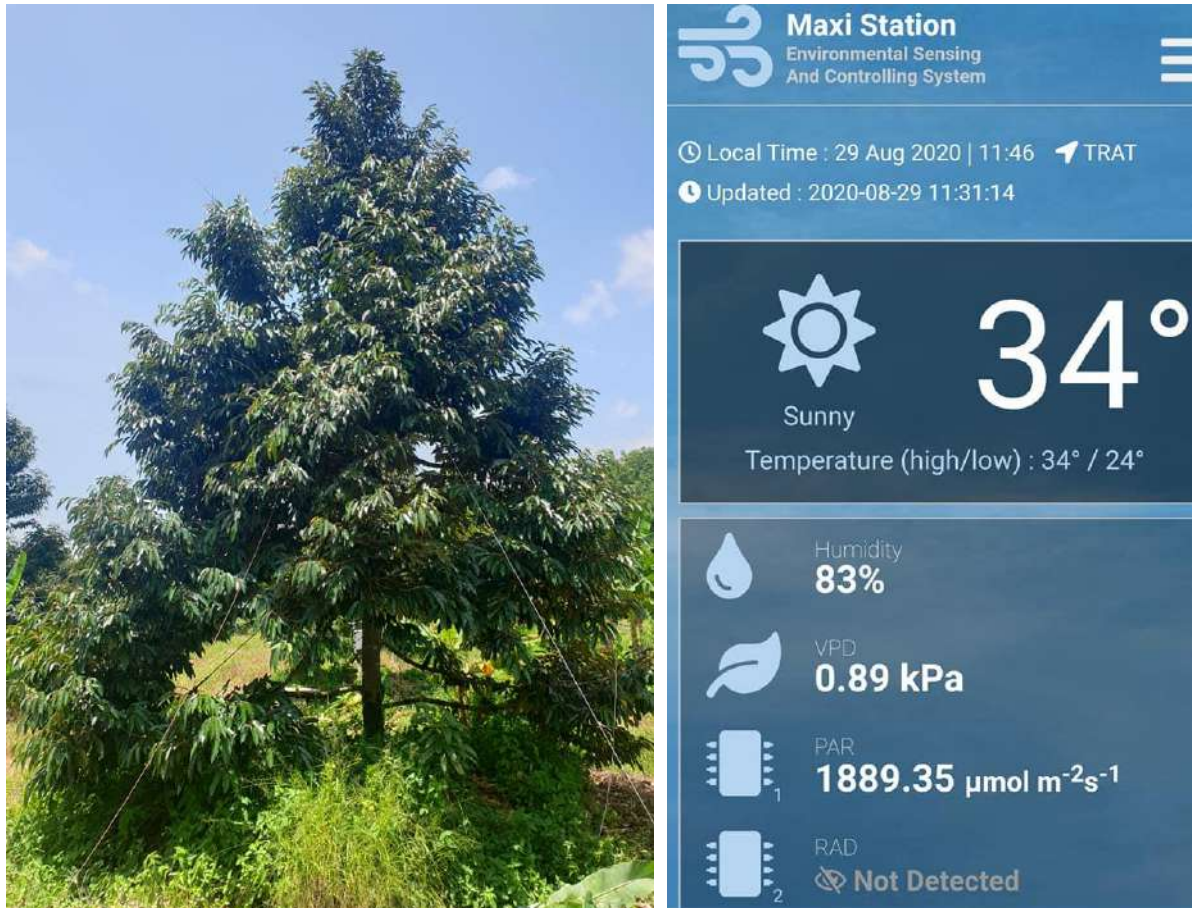 Maxi Station
Environmental Sensing
And Controlling System
Local Time : 29 Aug 2020 | 11:46 TRAT
Updated : 2020-08-29 11:31:14
34°
Sunny
Temperature (high/low) : 34° / 24°
Humidity
83%
VPD
0.89 kPa
PAR
1889.35 µmol m⁻²s⁻¹
1
RAD
Not Detected
2